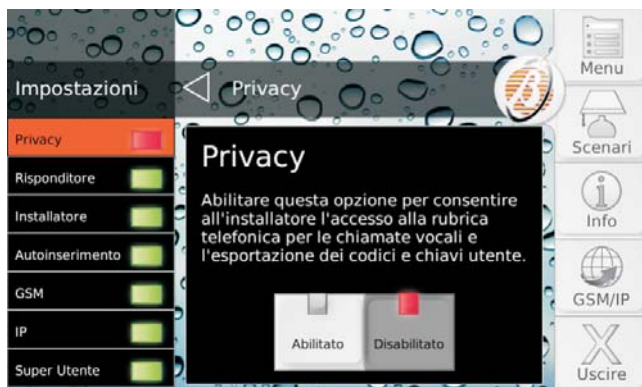 Impostazioni
Privacy
Privacy
Risponditore
Installatore
Autoinserimento
GSM
IP
Super Utente
Privacy
Abilitare questa opzione per consentire
all'installatore l'accesso alla rubrica
telefonica per le chiamate vocali e
l'esportazione dei codici e chiavi utente.
Abilitato
Disabilitato
Menu
Scenari
Info
GSM/IP
Uscire